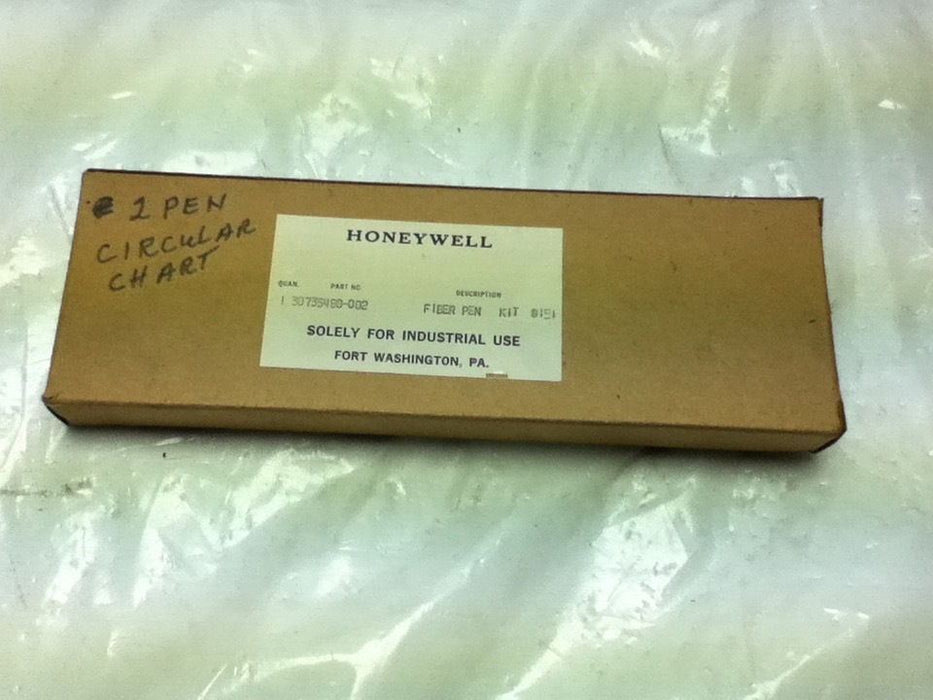 2 PEN
CIRCULAR
CHART
HONEYWELL
QUAN. PART NO. DESCRIPTION
1 30735489-002 FIBER PEN KIT
SOLELY FOR INDUSTRIAL USE
FORT WASHINGTON, PA.